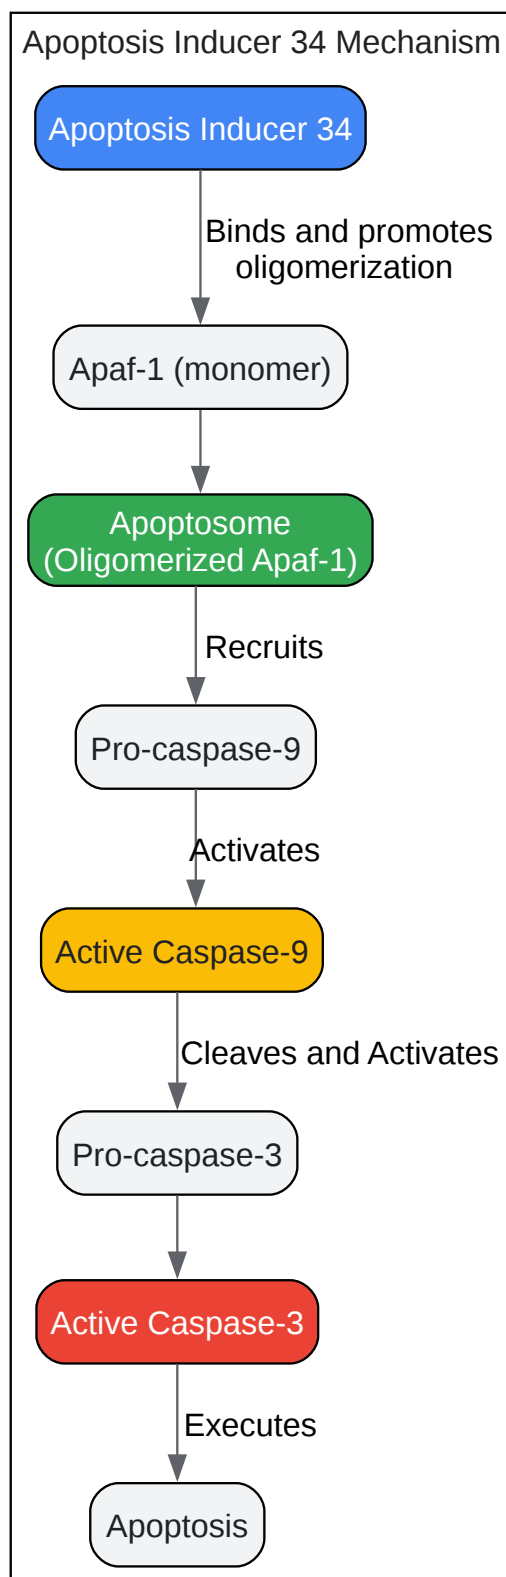 Apoptosis Inducer 34 Mechanism
Apoptosis Inducer 34
Binds and promotes
oligomerization
Apaf-1 (monomer)
Apoptosome
(Oligomerized Apaf-1)
Recruits
Pro-caspase-9
Activates
Active Caspase-9
Cleaves and Activates
Pro-caspase-3
Active Caspase-3
Executes
Apoptosis